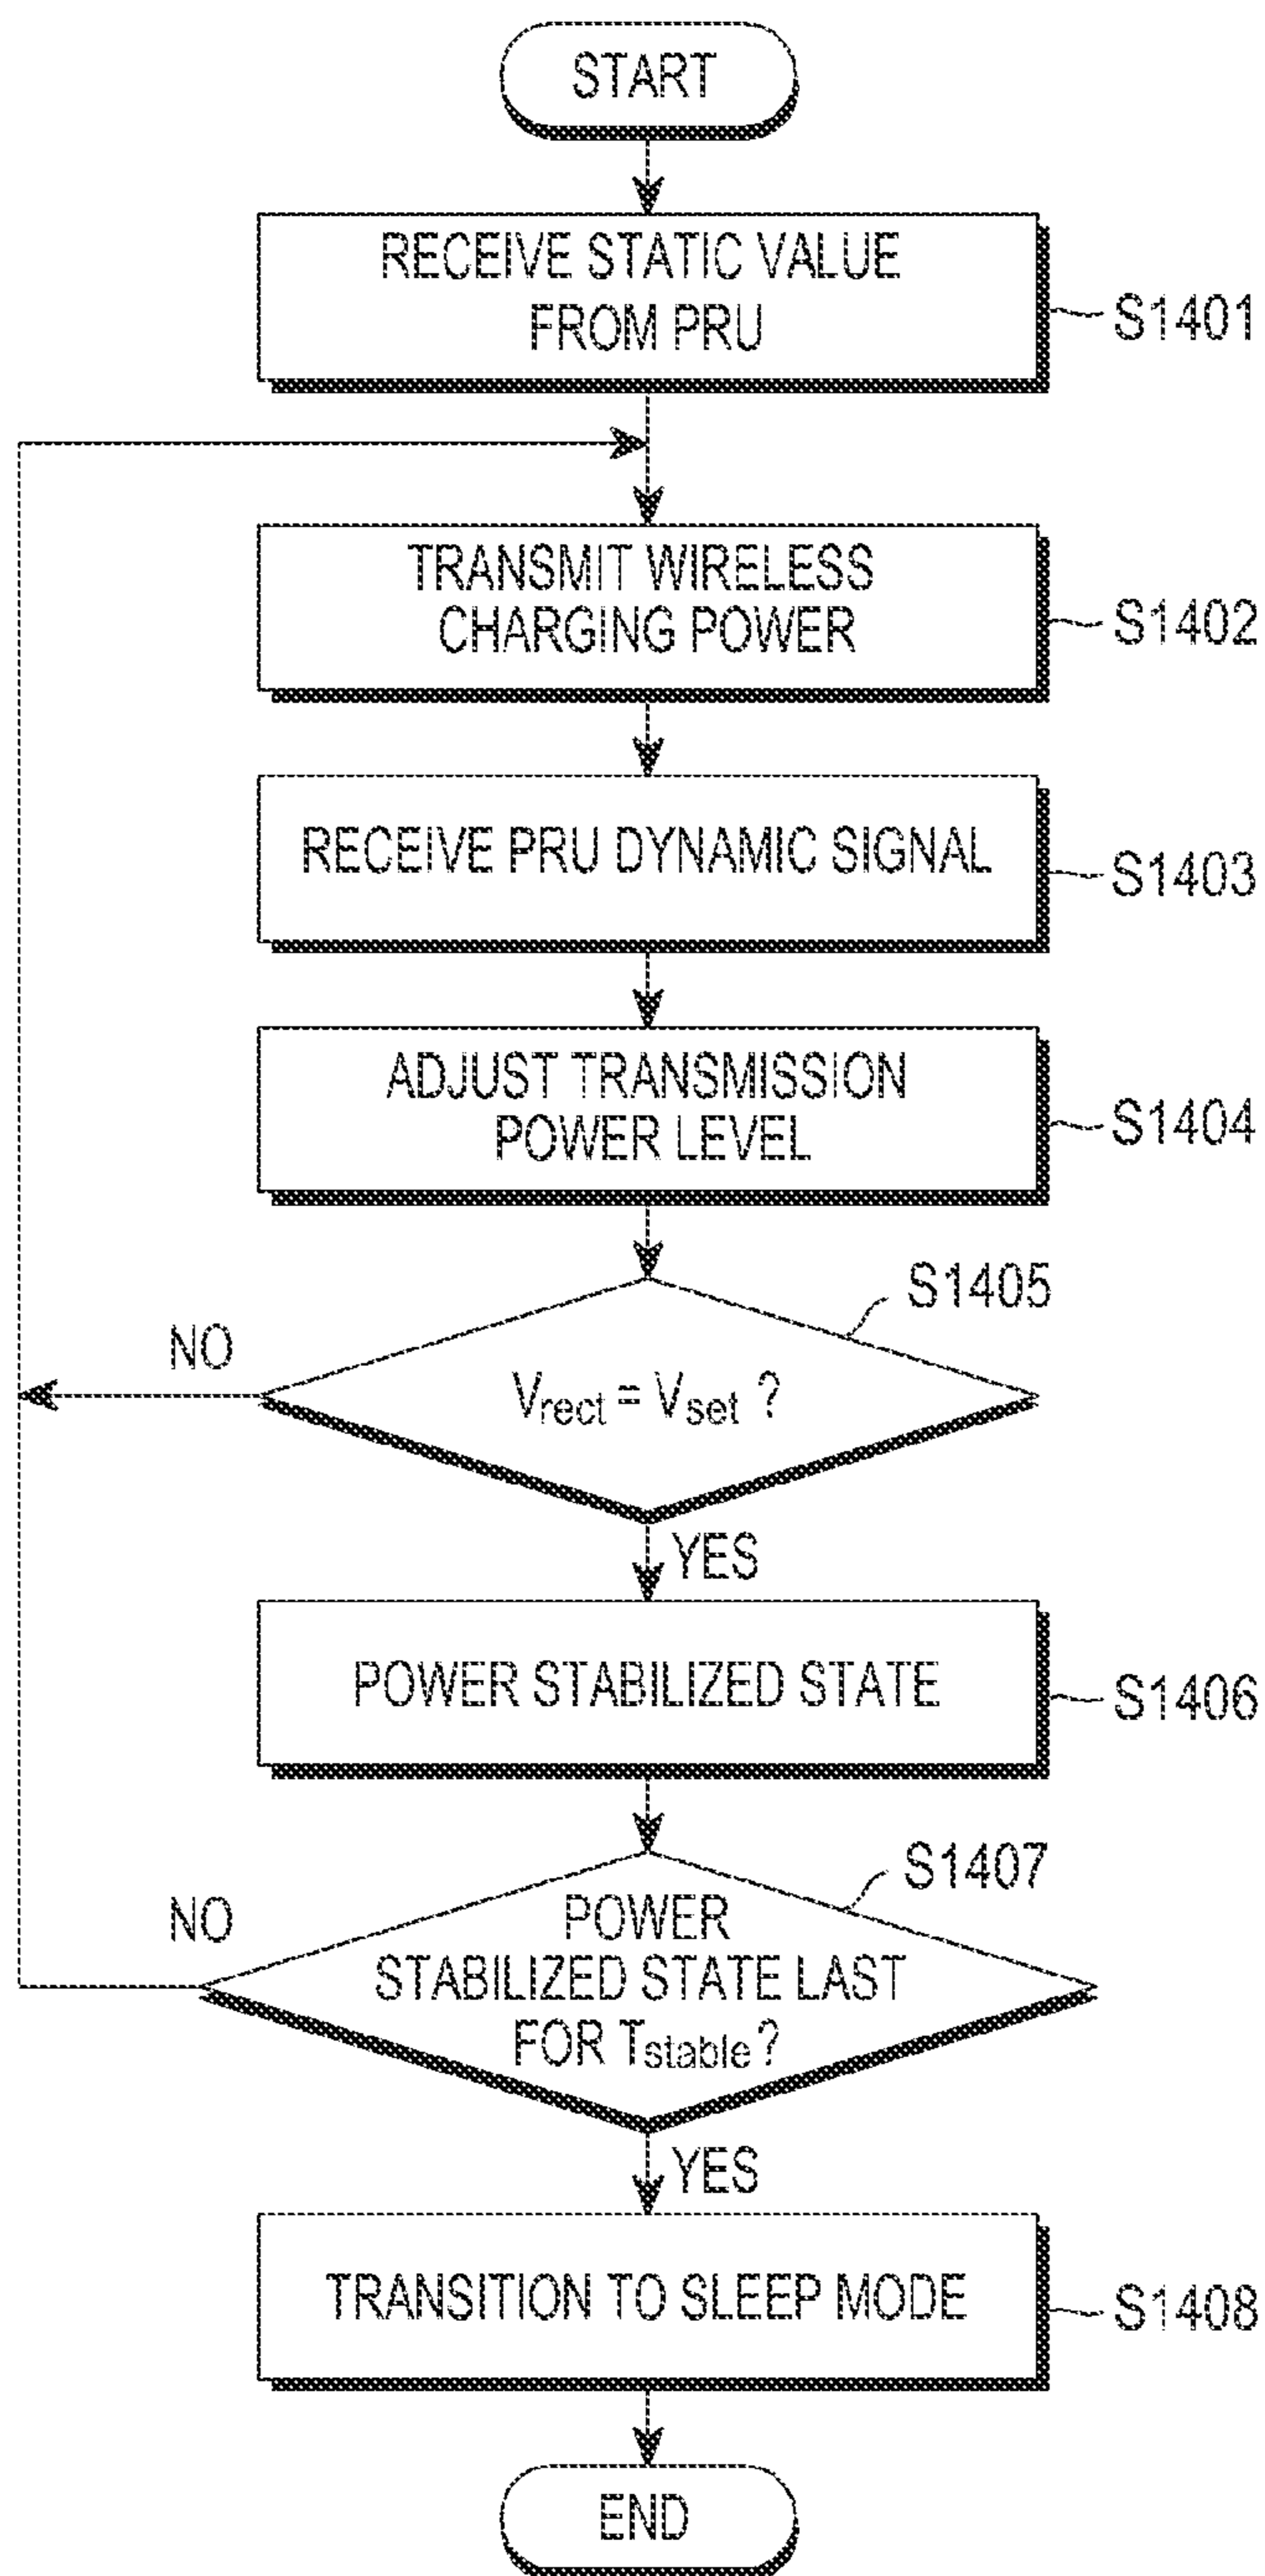 START
RECEIVE STATIC VALUE
FROM PRU
S1401
TRANSMIT WIRELESS
CHARGING POWER
S1402
RECEIVE PRU DYNAMIC SIGNAL
S1403
ADJUST TRANSMISSION
POWER LEVEL
S1404
S1405
NO
Vrect = Vset ?
YES
POWER STABILIZED STATE
S1406
S1407
NO
POWER
STABILIZED STATE LAST
FOR Tstable?
YES
TRANSITION TO SLEEP MODE
S1408
END